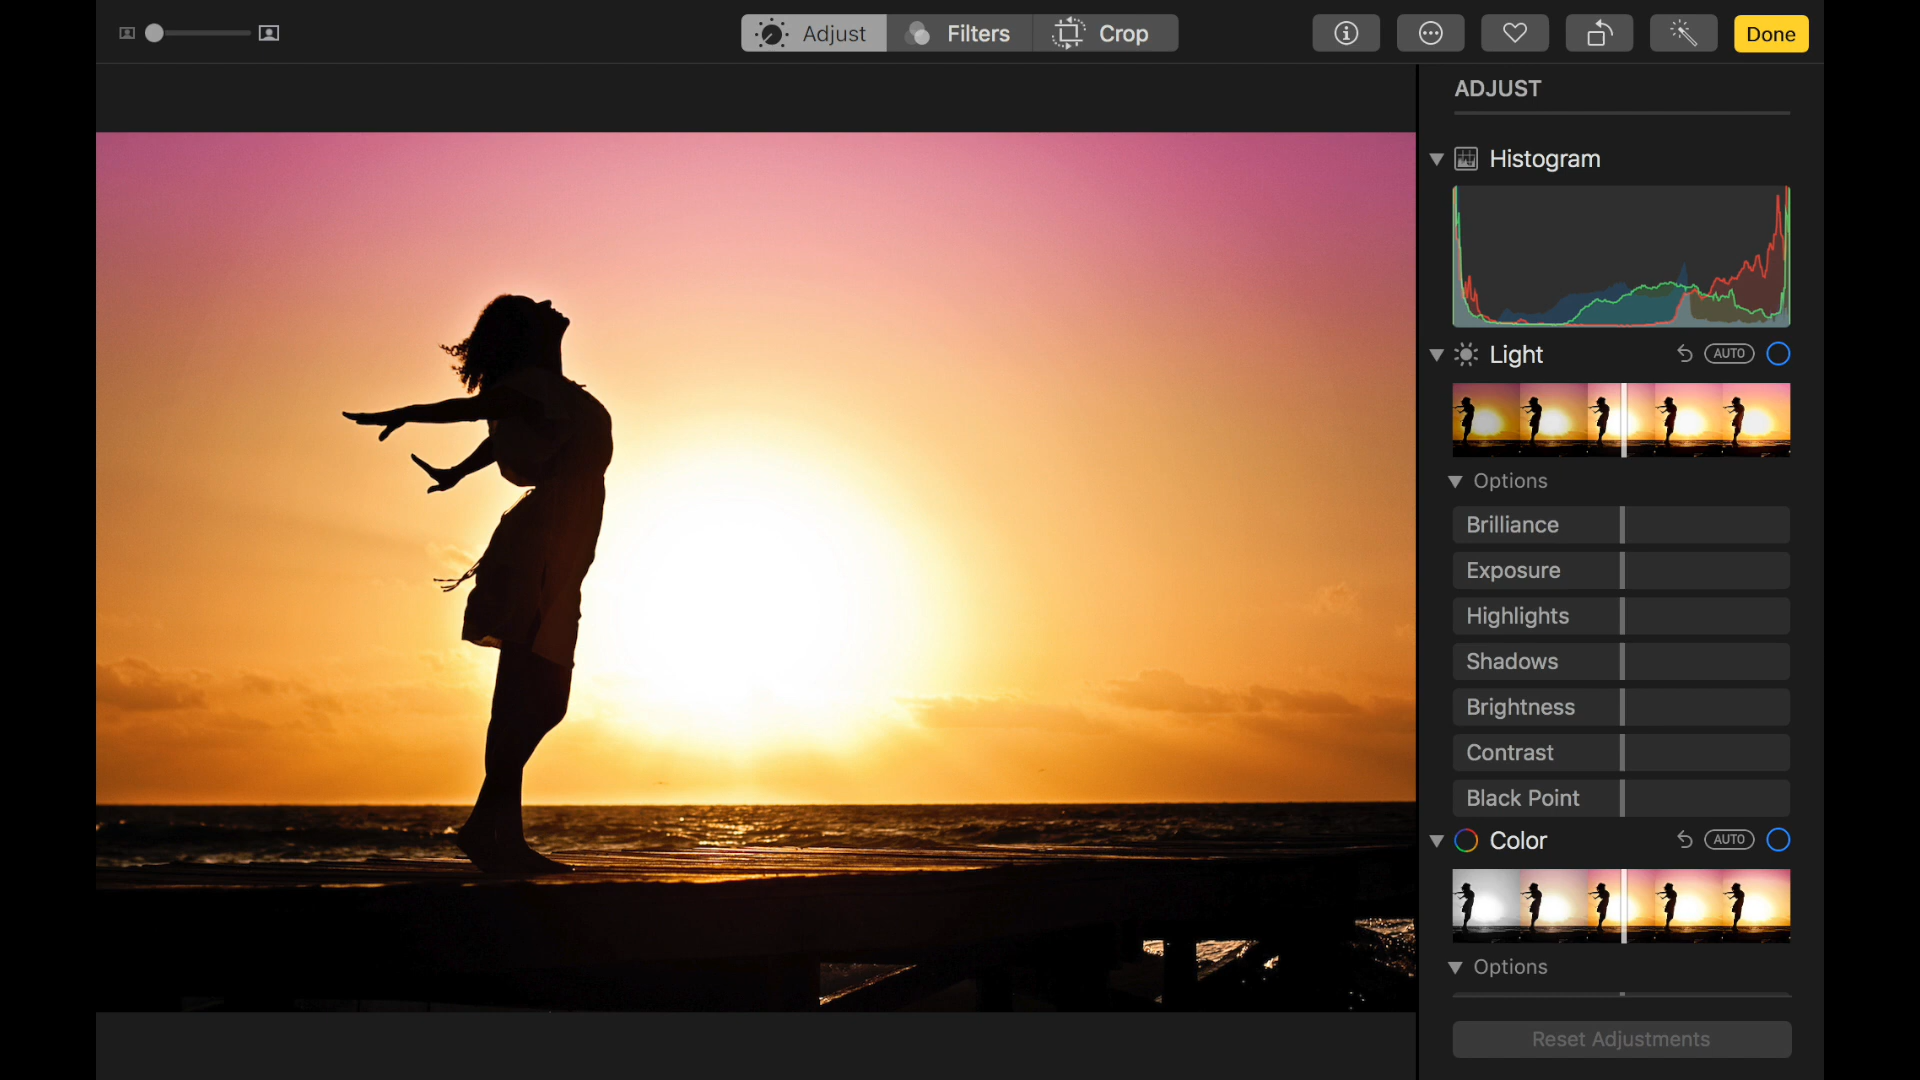 Adjust
Filters
Crop
Done
ADJUST
Histogram
Light
AUTO
Options
Brilliance
Exposure
Highlights
Shadows
Brightness
Contrast
Black Point
Color
AUTO
Options
Reset Adjustments